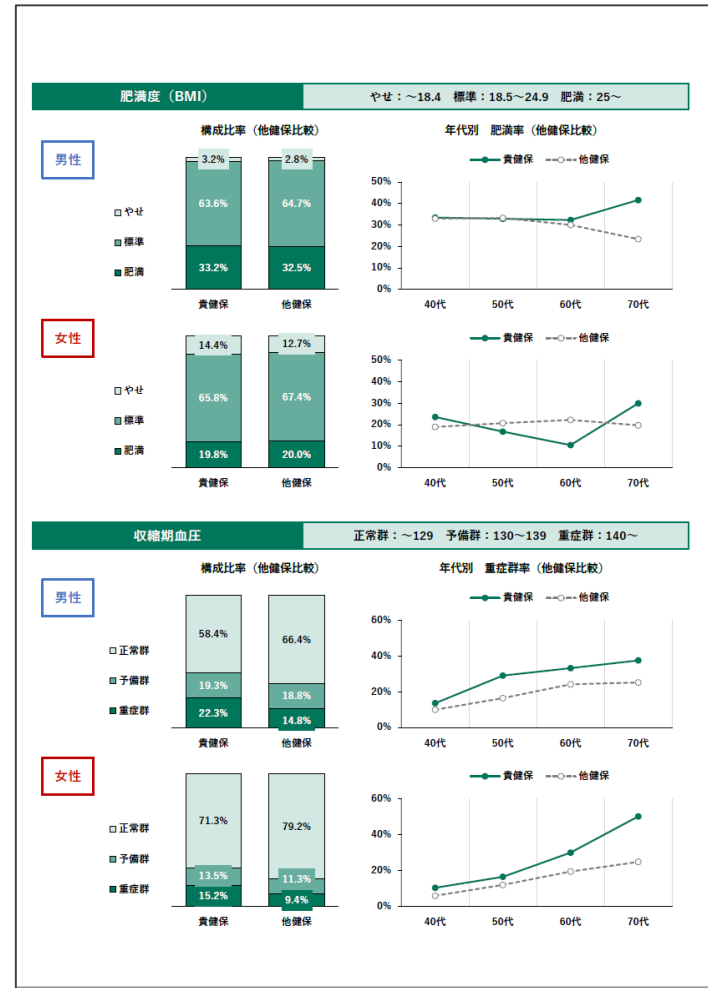 肥満度（BMI）
やせ：～18.4 標準：18.5～24.9 肥満：25～
男性
構成比率（他健保比較）
やせ
標準
肥満
3.2%
2.8%
63.6%
64.7%
33.2%
32.5%
貴健保
他健保
年代別 肥満率（他健保比較）
貴健保
他健保
50%
40%
30%
20%
10%
0%
40代
50代
60代
70代
女性
やせ
標準
肥満
14.4%
12.7%
65.8%
67.4%
19.8%
20.0%
貴健保
他健保
貴健保
他健保
50%
40%
30%
20%
10%
0%
40代
50代
60代
70代
収縮期血圧
正常群：～129 予備群：130～139 重症群：140～
男性
構成比率（他健保比較）
正常群
予備群
重症群
58.4%
66.4%
19.3%
18.8%
22.3%
14.8%
貴健保
他健保
年代別 重症群率（他健保比較）
貴健保
他健保
60%
40%
20%
0%
40代
50代
60代
70代
女性
正常群
予備群
重症群
71.3%
79.2%
13.5%
11.3%
15.2%
9.4%
貴健保
他健保
貴健保
他健保
60%
40%
20%
0%
40代
50代
60代
70代